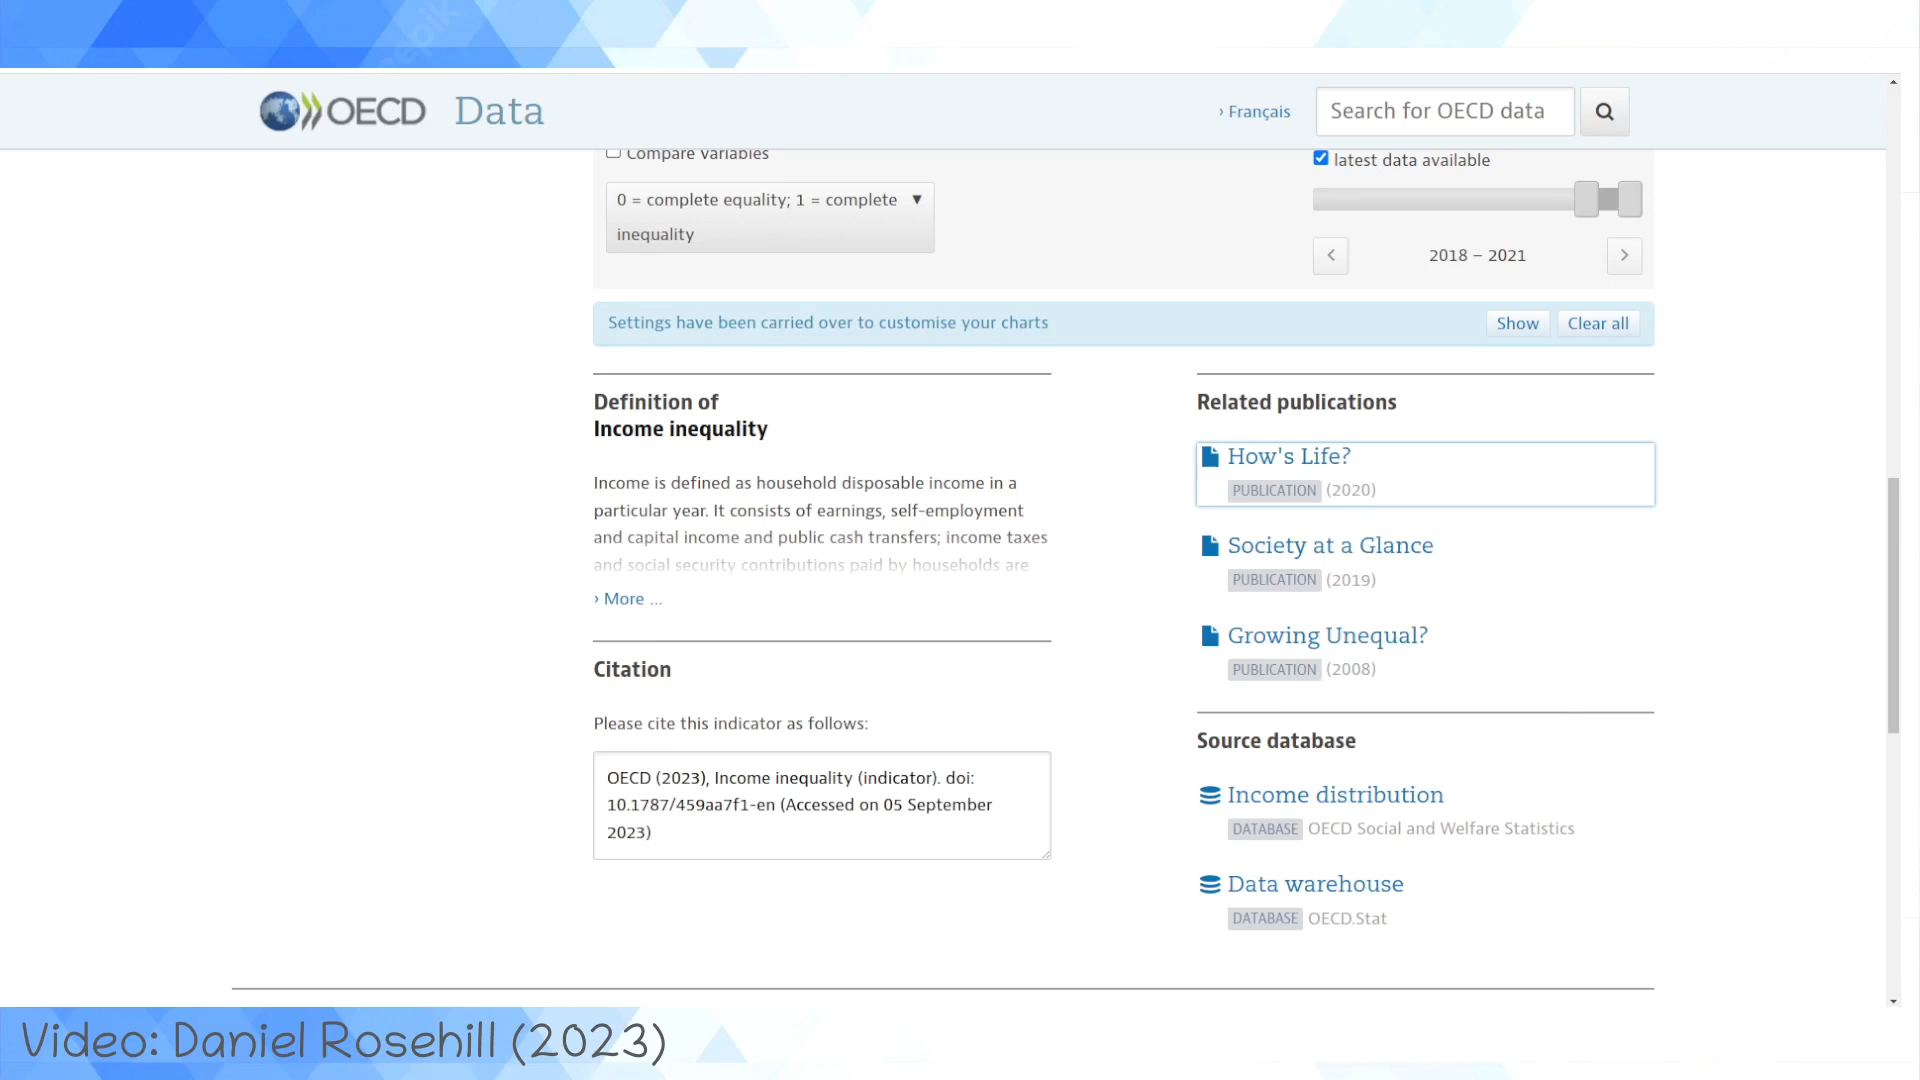 OECD Data
› Français
Search for OECD data
Compare variables
latest data available
0 = complete equality; 1 = complete
inequality
2018 – 2021
Settings have been carried over to customise your charts
Show
Clear all
Definition of
Income inequality
Income is defined as household disposable income in a
particular year. It consists of earnings, self-employment
and capital income and public cash transfers; income taxes
and social security contributions paid by households are
› More ...
Citation
Please cite this indicator as follows:
OECD (2023), Income inequality (indicator). doi:
10.1787/459aa7f1-en (Accessed on 05 September
2023)
Related publications
How's Life?
PUBLICATION (2020)
Society at a Glance
PUBLICATION (2019)
Growing Unequal?
PUBLICATION (2008)
Source database
Income distribution
DATABASE OECD Social and Welfare Statistics
Data warehouse
DATABASE OECD.Stat
Video: Daniel Rosehill (2023)